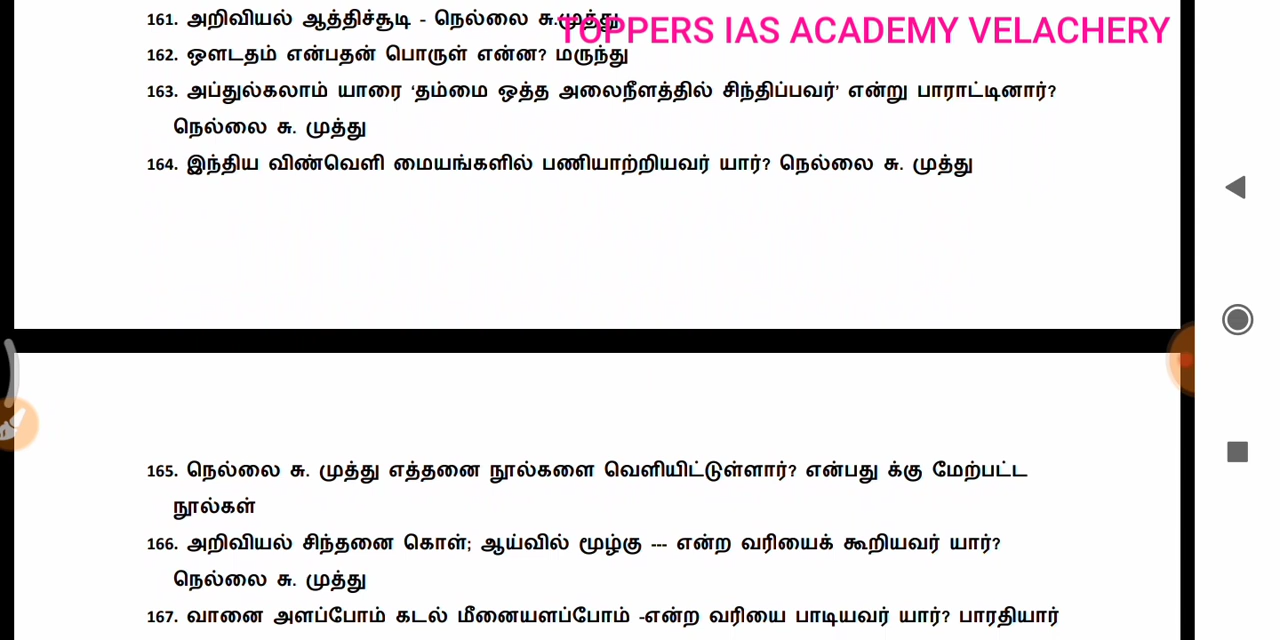 161. அறிவியல் ஆத்திச்சூடி - நெல்லை சு.முத்து
TOPPERS IAS ACADEMY VELACHERY
162. ஔடதம் என்பதன் பொருள் என்ன? மருந்து
163. அப்துல்கலாம் யாரை ‘தம்மை ஒத்த அலைநீளத்தில் சிந்திப்பவர்’ என்று பாராட்டினார்?
நெல்லை சு. முத்து
164. இந்திய விண்வெளி மையங்களில் பணியாற்றியவர் யார்? நெல்லை சு. முத்து
165. நெல்லை சு. முத்து எத்தனை நூல்களை வெளியிட்டுள்ளார்? என்பது க்கு மேற்பட்ட
நூல்கள்
166. அறிவியல் சிந்தனை கொள்; ஆய்வில் மூழ்கு --- என்ற வரியைக் கூறியவர் யார்?
நெல்லை சு. முத்து
167. வானை அளப்போம் கடல் மீனையளப்போம் -என்ற வரியை பாடியவர் யார்? பாரதியார்